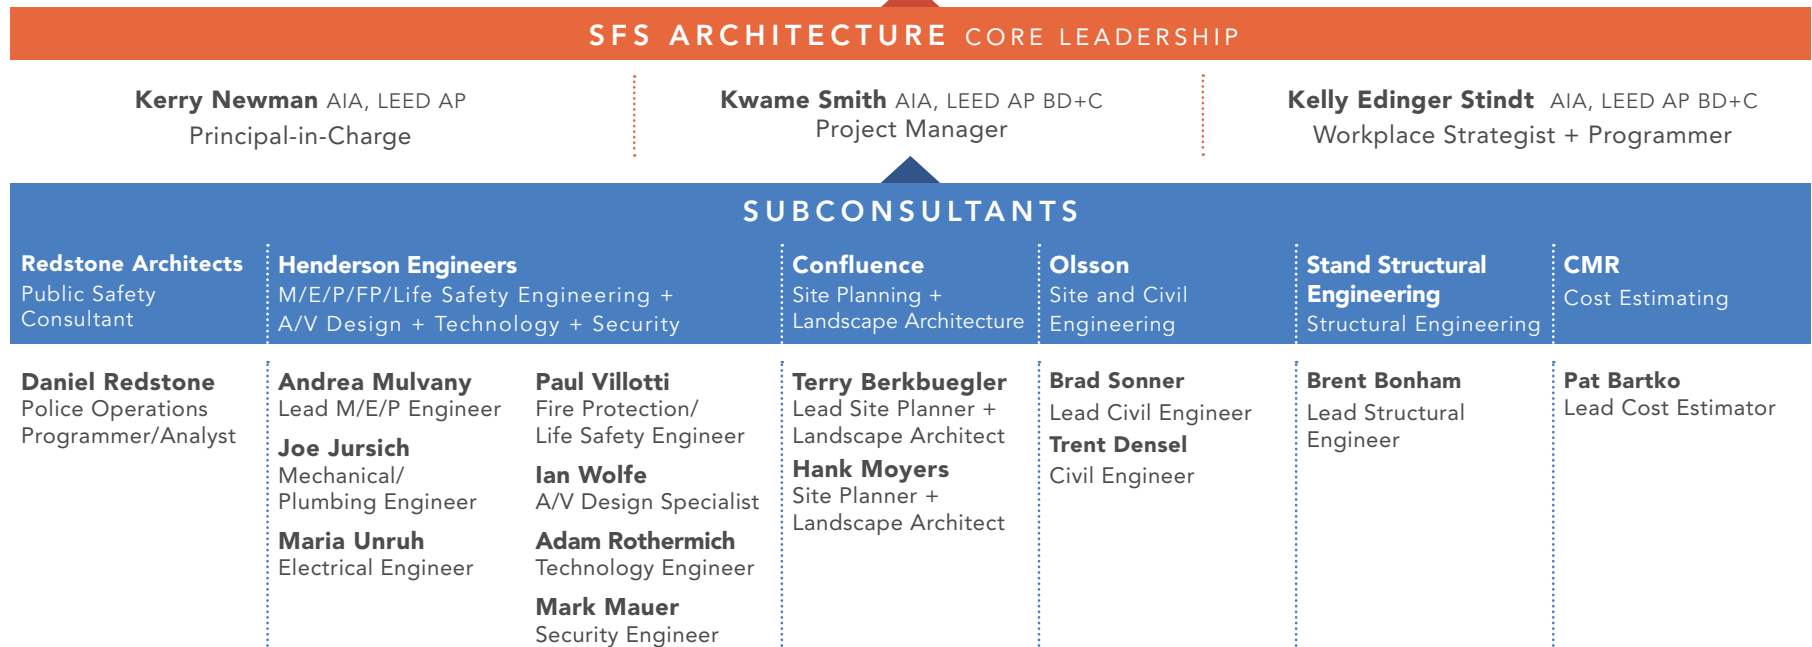 SFS ARCHITECTURE CORE LEADERSHIP
Kerry Newman AIA, LEED AP
Principal-in-Charge
Kwame Smith AIA, LEED AP BD+C
Project Manager
Kelly Edinger Stindt AIA, LEED AP BD+C
Workplace Strategist + Programmer
SUBCONSULTANTS
Redstone Architects
Public Safety
Consultant
Henderson Engineers
M/E/P/FP/Life Safety Engineering +
A/V Design + Technology + Security
Confluence
Site Planning +
Landscape Architecture
Olsson
Site and Civil
Engineering
Stand Structural
Engineering
Structural Engineering
CMR
Cost Estimating
Daniel Redstone
Police Operations
Programmer/Analyst
Andrea Mulvany
Lead M/E/P Engineer
Joe Jursich
Mechanical/
Plumbing Engineer
Maria Unruh
Electrical Engineer
Paul Villotti
Fire Protection/
Life Safety Engineer
Ian Wolfe
A/V Design Specialist
Adam Rothermich
Technology Engineer
Mark Mauer
Security Engineer
Terry Berkbuegler
Lead Site Planner +
Landscape Architect
Hank Moyers
Site Planner +
Landscape Architect
Brad Sonner
Lead Civil Engineer
Trent Densel
Civil Engineer
Brent Bonham
Lead Structural
Engineer
Pat Bartko
Lead Cost Estimator